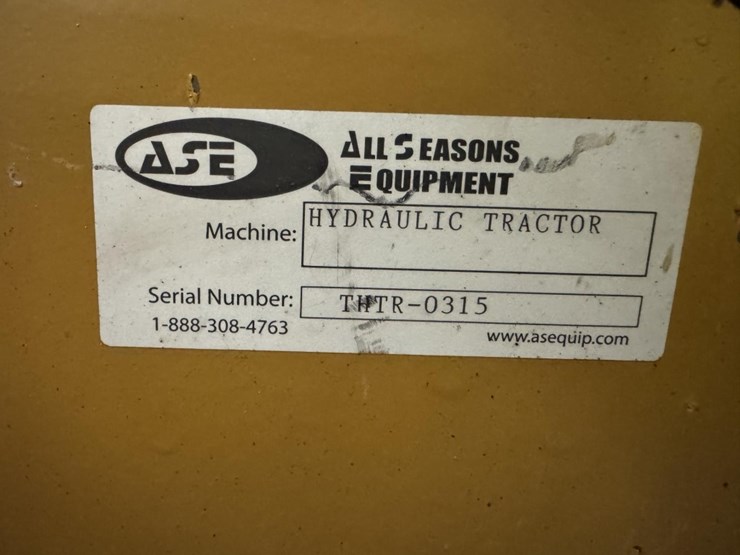 ASE
ALL SEASONS
EQUIPMENT
Machine: HYDRAULIC TRACTOR
Serial Number: THTR-0315
1-888-308-4763
www.asequip.com